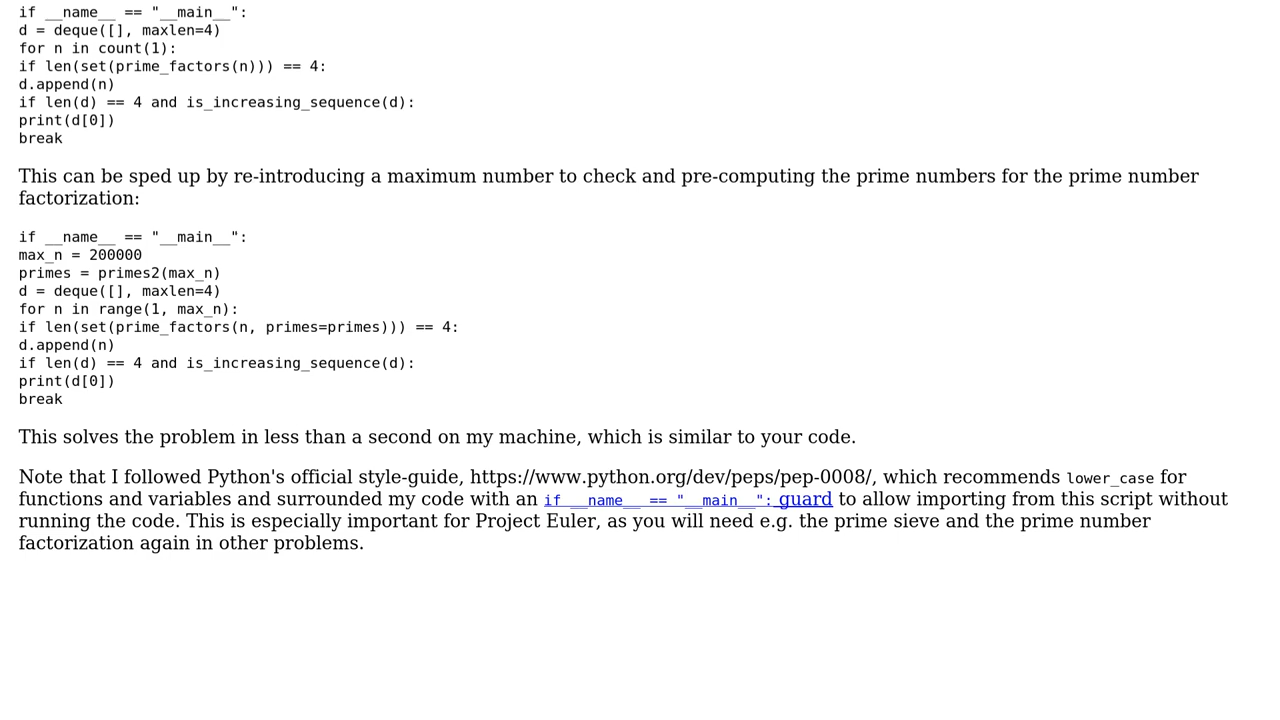 if __name__ == "__main__":
d = deque([], maxlen=4)
for n in count(1):
if len(set(prime_factors(n))) == 4:
d.append(n)
if len(d) == 4 and is_increasing_sequence(d):
print(d[0])
break
This can be sped up by re-introducing a maximum number to check and pre-computing the prime numbers for the prime number
factorization:
if __name__ == "__main__":
max_n = 200000
primes = primes2(max_n)
d = deque([], maxlen=4)
for n in range(1, max_n):
if len(set(prime_factors(n, primes=primes))) == 4:
d.append(n)
if len(d) == 4 and is_increasing_sequence(d):
print(d[0])
break
This solves the problem in less than a second on my machine, which is similar to your code.
Note that I followed Python's official style-guide, https://www.python.org/dev/peps/pep-0008/, which recommends lower_case for
functions and variables and surrounded my code with an if __name__ == "__main__": guard to allow importing from this script without
running the code. This is especially important for Project Euler, as you will need e.g. the prime sieve and the prime number
factorization again in other problems.